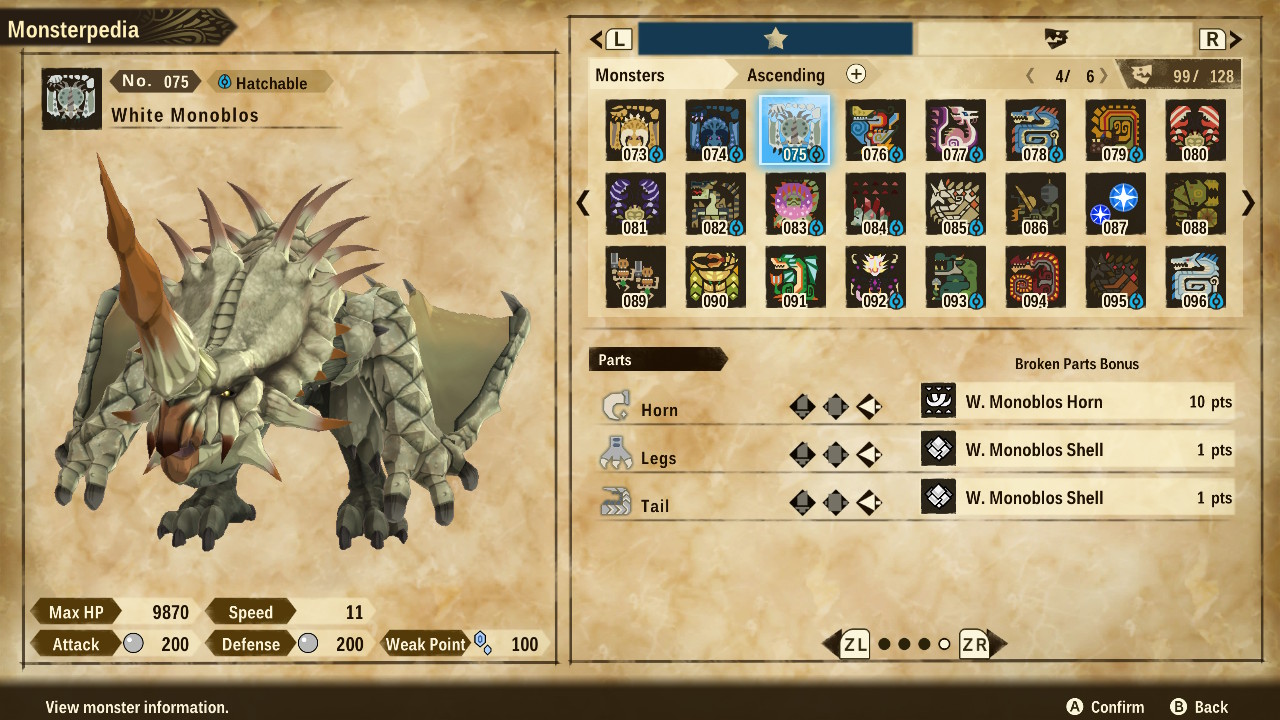 Monsterpedia
No. 075
Hatchable
White Monoblos
Max HP 9870
Speed 11
Attack 200
Defense 200
Weak Point 100
L
R
Monsters
Ascending
4/ 6
99/ 128
073 074 075 076 077 078 079 080
081 082 083 084 085 086 087 088
089 090 091 092 093 094 095 096
Parts
Broken Parts Bonus
Horn
W. Monoblos Horn 10 pts
Legs
W. Monoblos Shell 1 pts
Tail
W. Monoblos Shell 1 pts
ZL ZR
View monster information.
A Confirm B Back